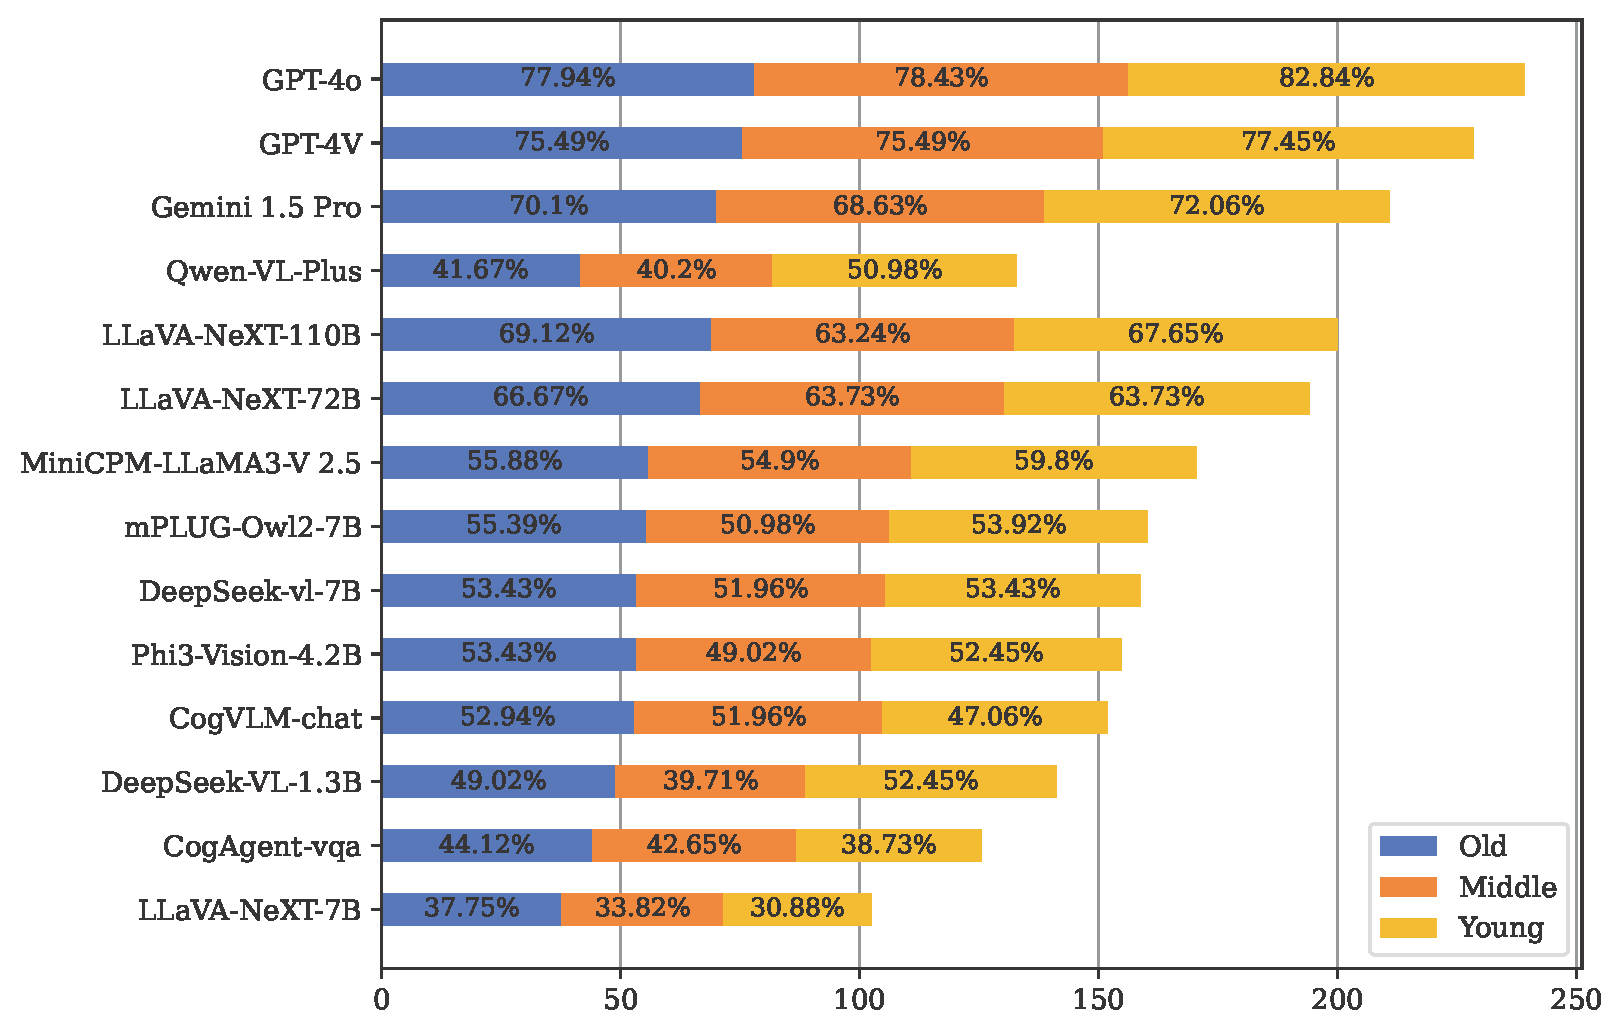 GPT-4o 77.94% 78.43% 82.84%
GPT-4V 75.49% 75.49% 77.45%
Gemini 1.5 Pro 70.1% 68.63% 72.06%
Qwen-VL-Plus 41.67% 40.2% 50.98%
LLaVA-NeXT-110B 69.12% 63.24% 67.65%
LLaVA-NeXT-72B 66.67% 63.73% 63.73%
MiniCPM-LLaMA3-V 2.5 55.88% 54.9% 59.8%
mPLUG-Owl2-7B 55.39% 50.98% 53.92%
DeepSeek-vl-7B 53.43% 51.96% 53.43%
Phi3-Vision-4.2B 53.43% 49.02% 52.45%
CogVLM-chat 52.94% 51.96% 47.06%
DeepSeek-VL-1.3B 49.02% 39.71% 52.45%
CogAgent-vqa 44.12% 42.65% 38.73%
LLaVA-NeXT-7B 37.75% 33.82% 30.88%
Old
Middle
Young
0 50 100 150 200 250